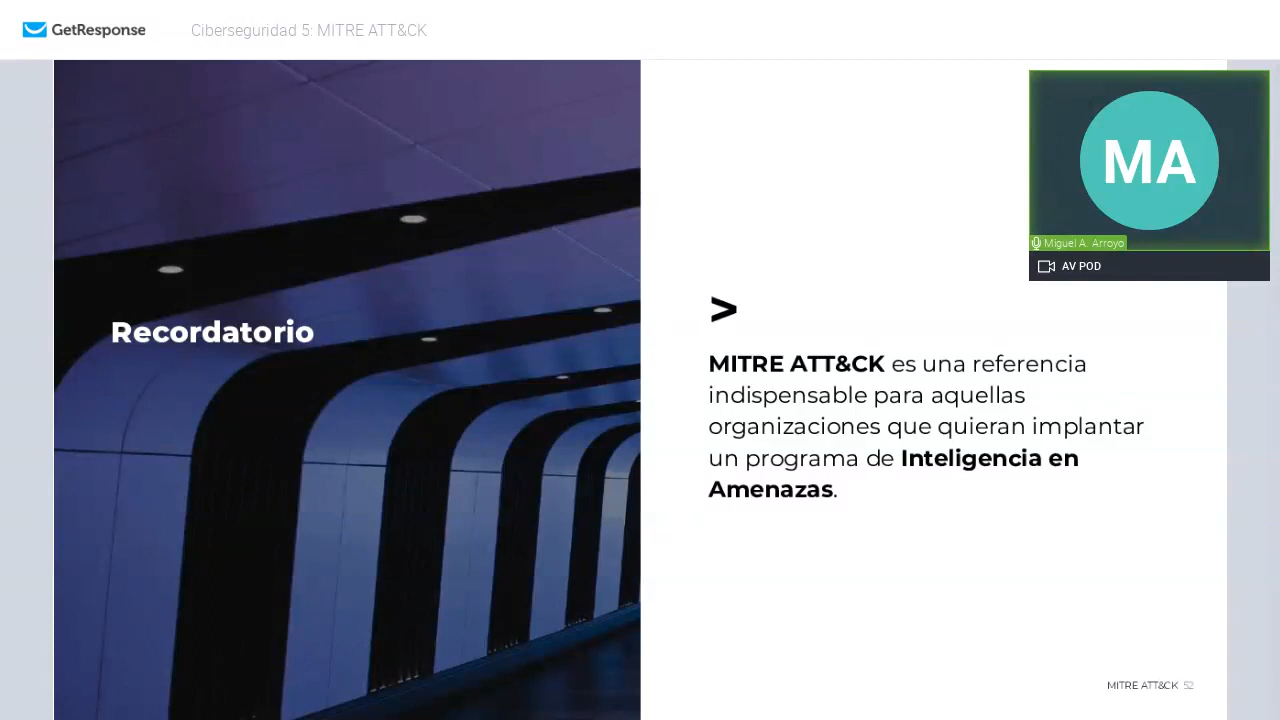 GetResponse
Ciberseguridad 5: MITRE ATT&CK
MA
Miguel A. Arroyo
AV POD
Recordatorio
>
MITRE ATT&CK es una referencia
indispensable para aquellas
organizaciones que quieran implantar
un programa de Inteligencia en
Amenazas.
MITRE ATT&CK 52